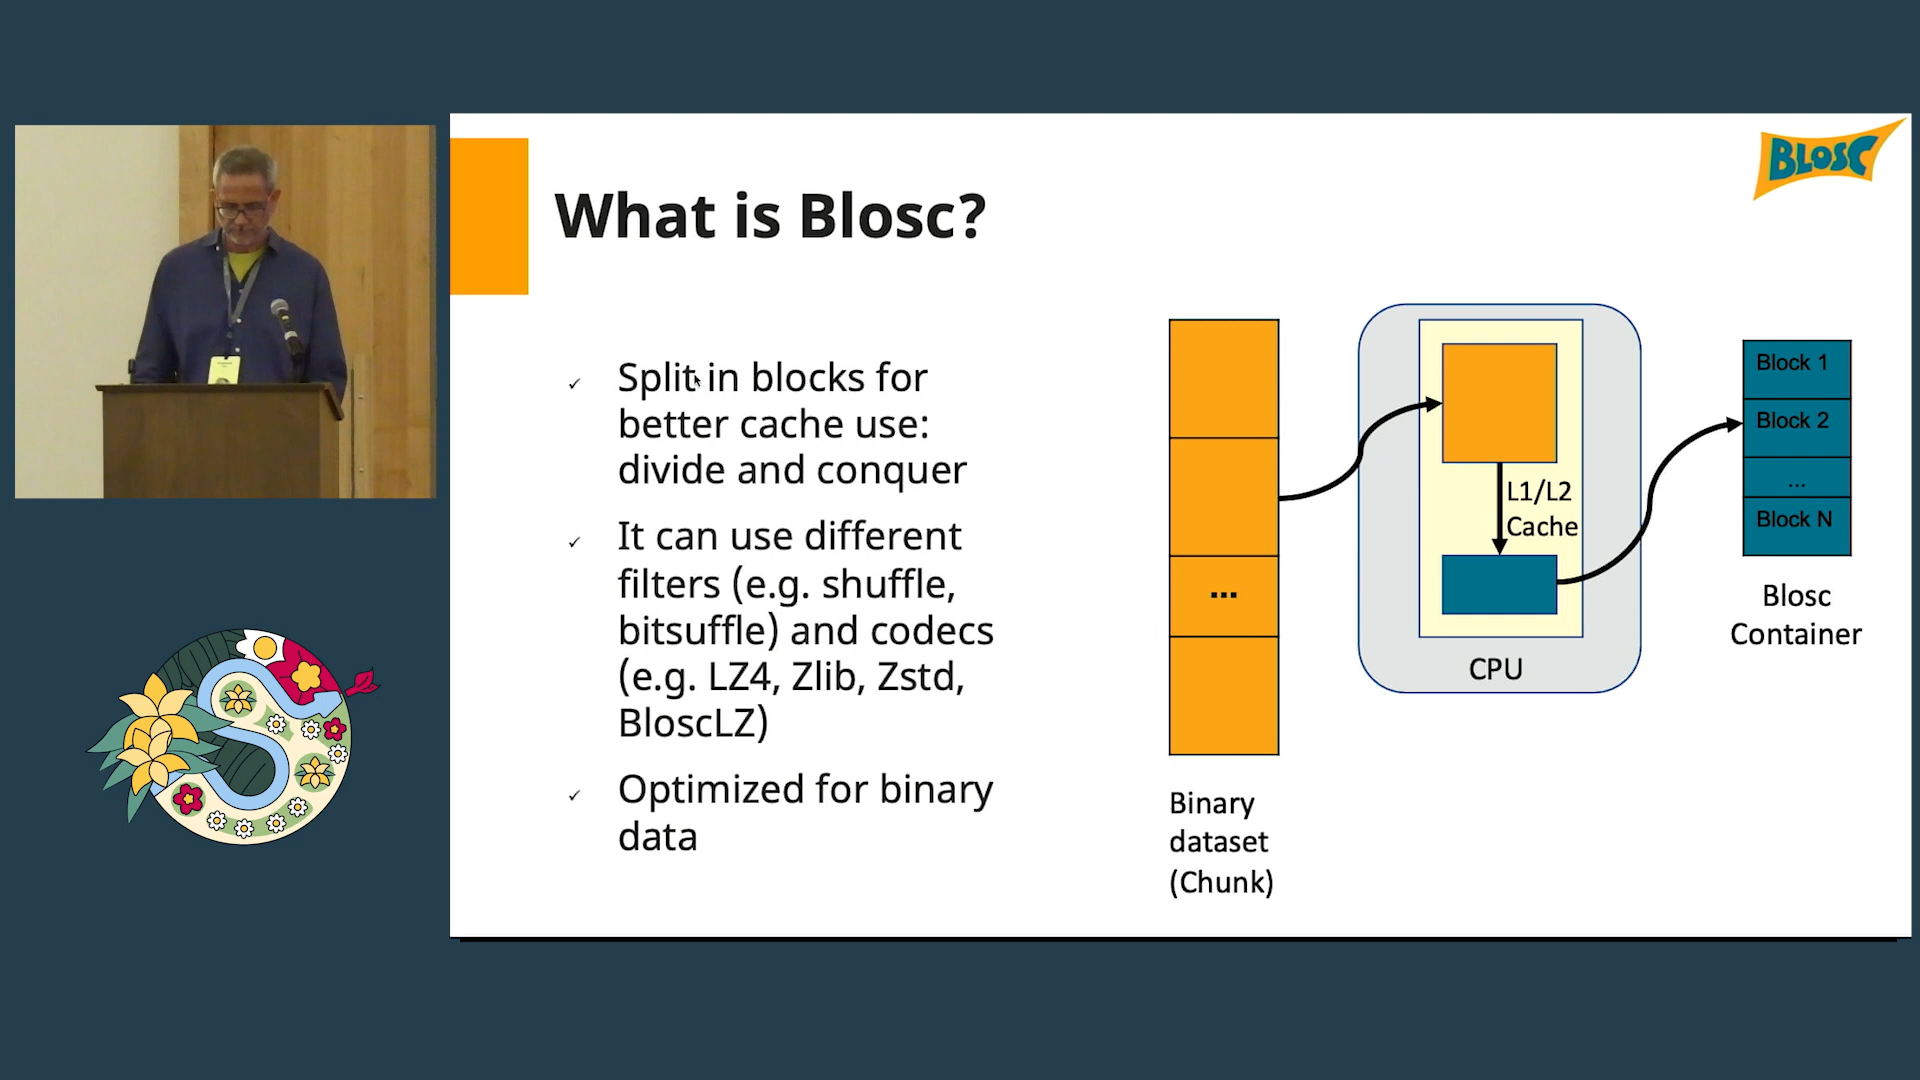 BLOSC
What is Blosc?
✓ Split in blocks for
better cache use:
divide and conquer
✓ It can use different
filters (e.g. shuffle,
bitsuffle) and codecs
(e.g. LZ4, Zlib, Zstd,
BloscLZ)
✓ Optimized for binary
data
...
Binary
dataset
(Chunk)
L1/L2
Cache
CPU
Block 1
Block 2
...
Block N
Blosc
Container